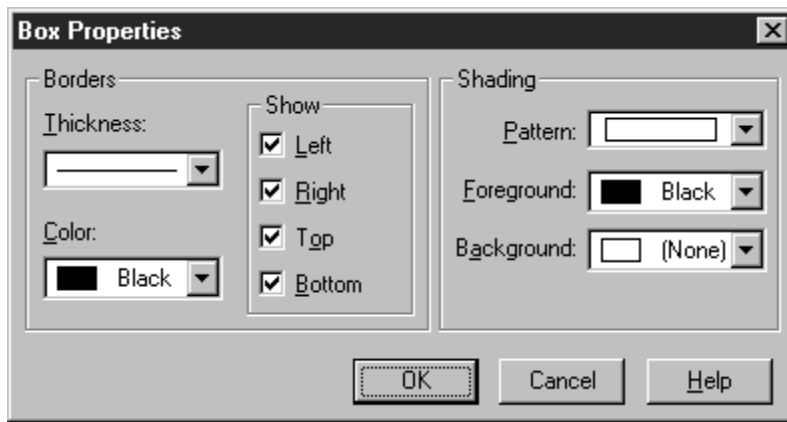 Box Properties
Borders
Thickness:
Color:
Black
Show
Left
Right
Top
Bottom
Shading
Pattern:
Foreground:
Black
Background:
(None)
OK
Cancel
Help